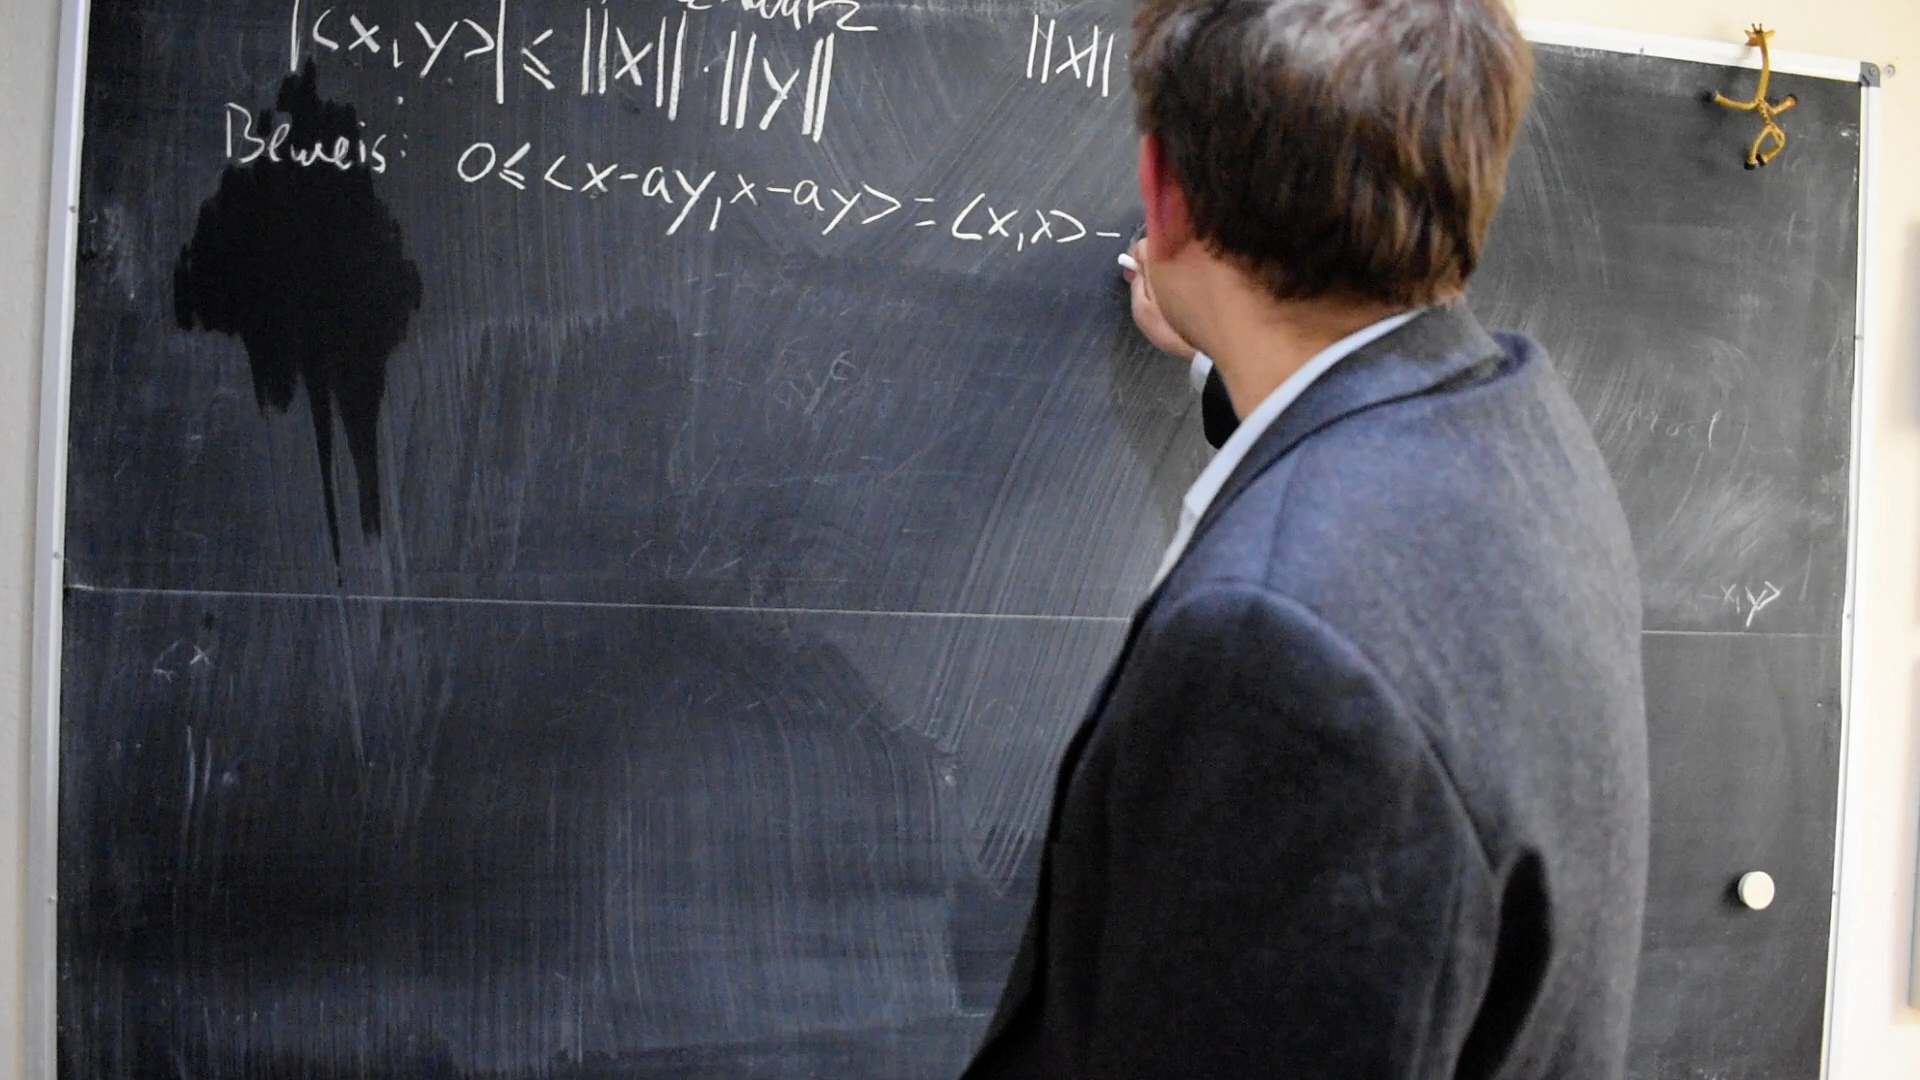 |<x,y>| ≤ ||x||·||y|| ||x||
Beweis: 0≤<x-ay,x-ay>=<x,x>-
x,y>
<x